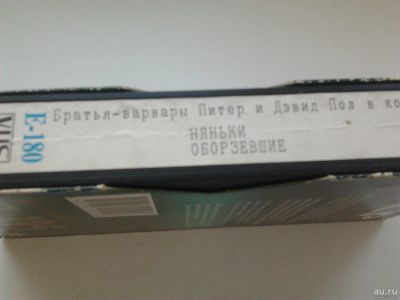 Братья-варвары Питер и Дэвид Пол в ко
НЯНЬКИ
ОБОРЗЕВШИЕ
E-180
VHS
au.ru